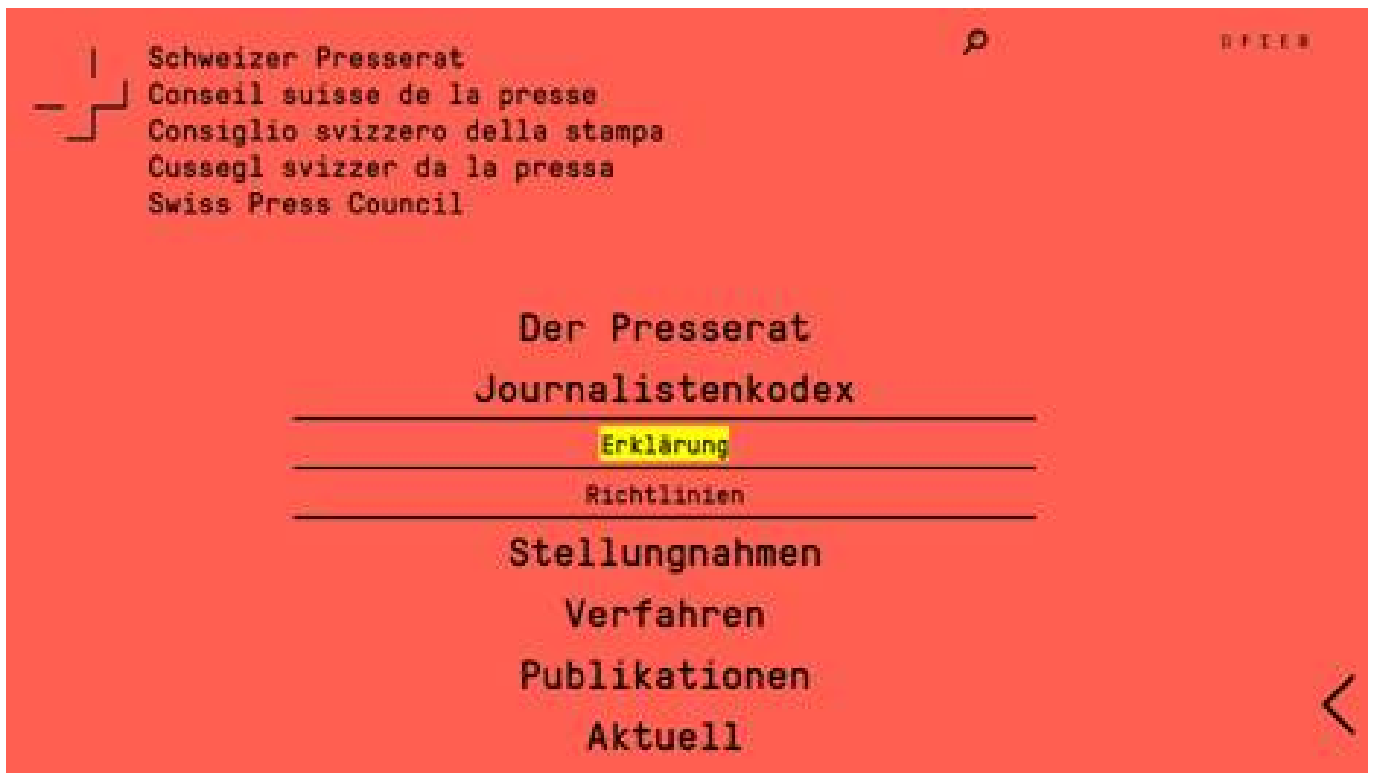 Schweizer Presserat
Conseil suisse de la presse
Consiglio svizzero della stampa
Cussegl svizzer da la pressa
Swiss Press Council
Der Presserat
Journalistenkodex
Erklärung
Richtlinien
Stellungnahmen
Verfahren
Publikationen
Aktuell